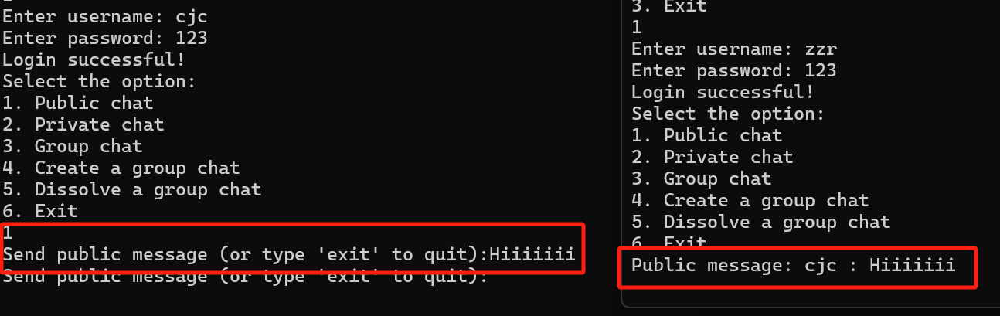 Enter username: cjc
Enter password: 123
Login successful!
Select the option:
1. Public chat
2. Private chat
3. Group chat
4. Create a group chat
5. Dissolve a group chat
6. Exit
1
Send public message (or type 'exit' to quit):Hiiiiiii
Send public message (or type 'exit' to quit):
3. Exit
1
Enter username: zzr
Enter password: 123
Login successful!
Select the option:
1. Public chat
2. Private chat
3. Group chat
4. Create a group chat
5. Dissolve a group chat
6. Exit
Public message: cjc : Hiiiiiii